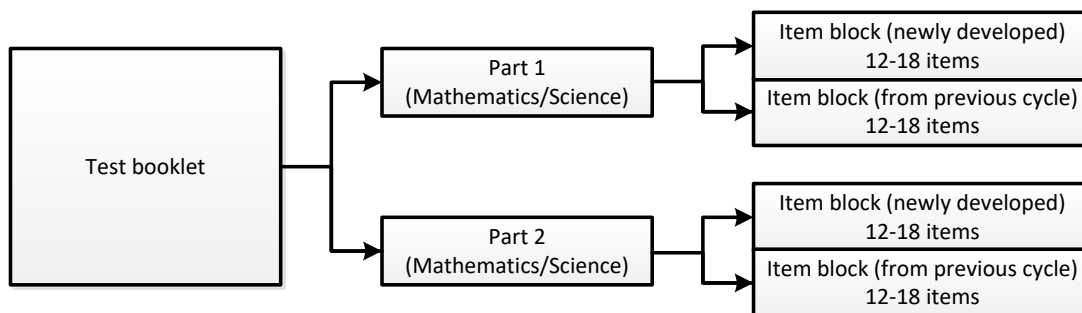 Test booklet
Part 1
(Mathematics/Science)
Item block (newly developed)
12-18 items
Item block (from previous cycle)
12-18 items
Part 2
(Mathematics/Science)
Item block (newly developed)
12-18 items
Item block (from previous cycle)
12-18 items